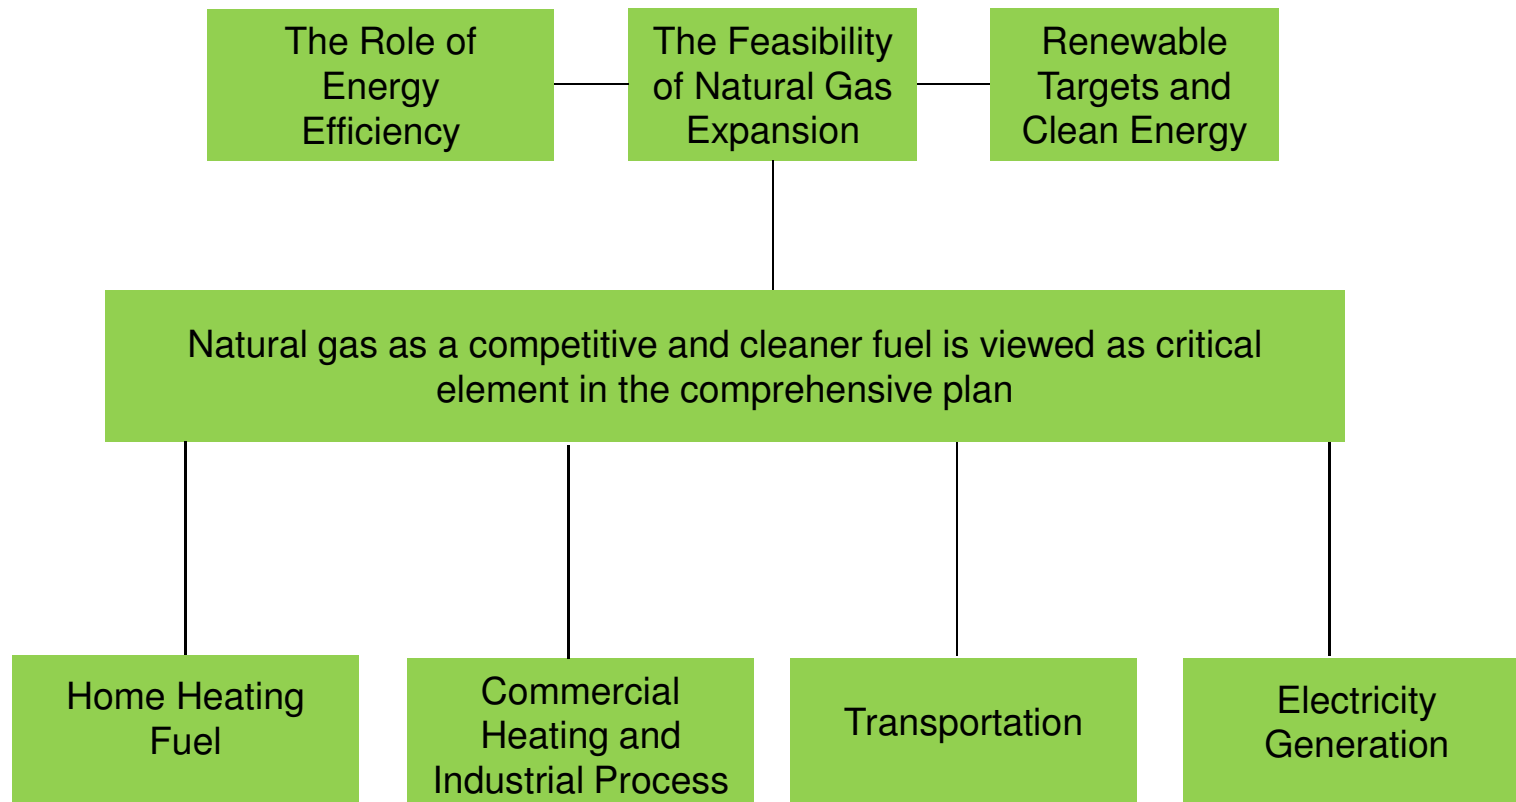 The Role of
Energy
Efficiency
The Feasibility
of Natural Gas
Expansion
Renewable
Targets and
Clean Energy
Natural gas as a competitive and cleaner fuel is viewed as critical
element in the comprehensive plan
Home Heating
Fuel
Commercial
Heating and
Industrial Process
Transportation
Electricity
Generation